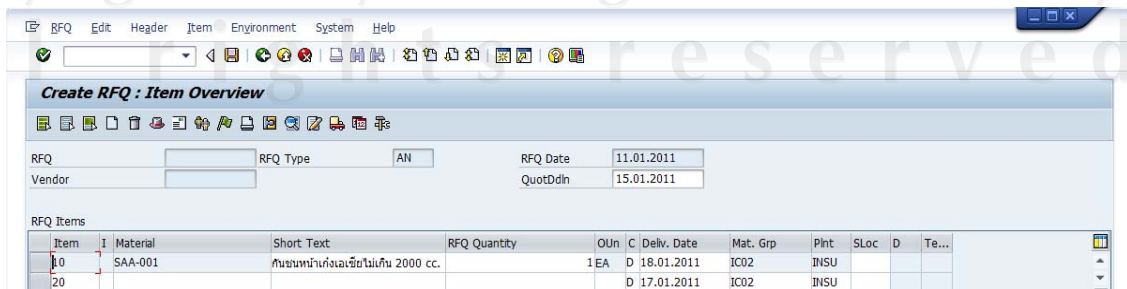 RFQ Edit Header Item Environment System Help
rights reserved
Create RFQ : Item Overview
RFQ RFQ Type AN RFQ Date 11.01.2011
Vendor QuotDdln 15.01.2011
RFQ Items
Item I Material Short Text RFQ Quantity OUn C Deliv. Date Mat. Grp Plnt SLoc D Te...
10 SAA-001 กันชนหน้าเก๋งเอเชียไม่เกิน 2000 cc. 1 EA D 18.01.2011 IC02 INSU
20 D 17.01.2011 IC02 INSU